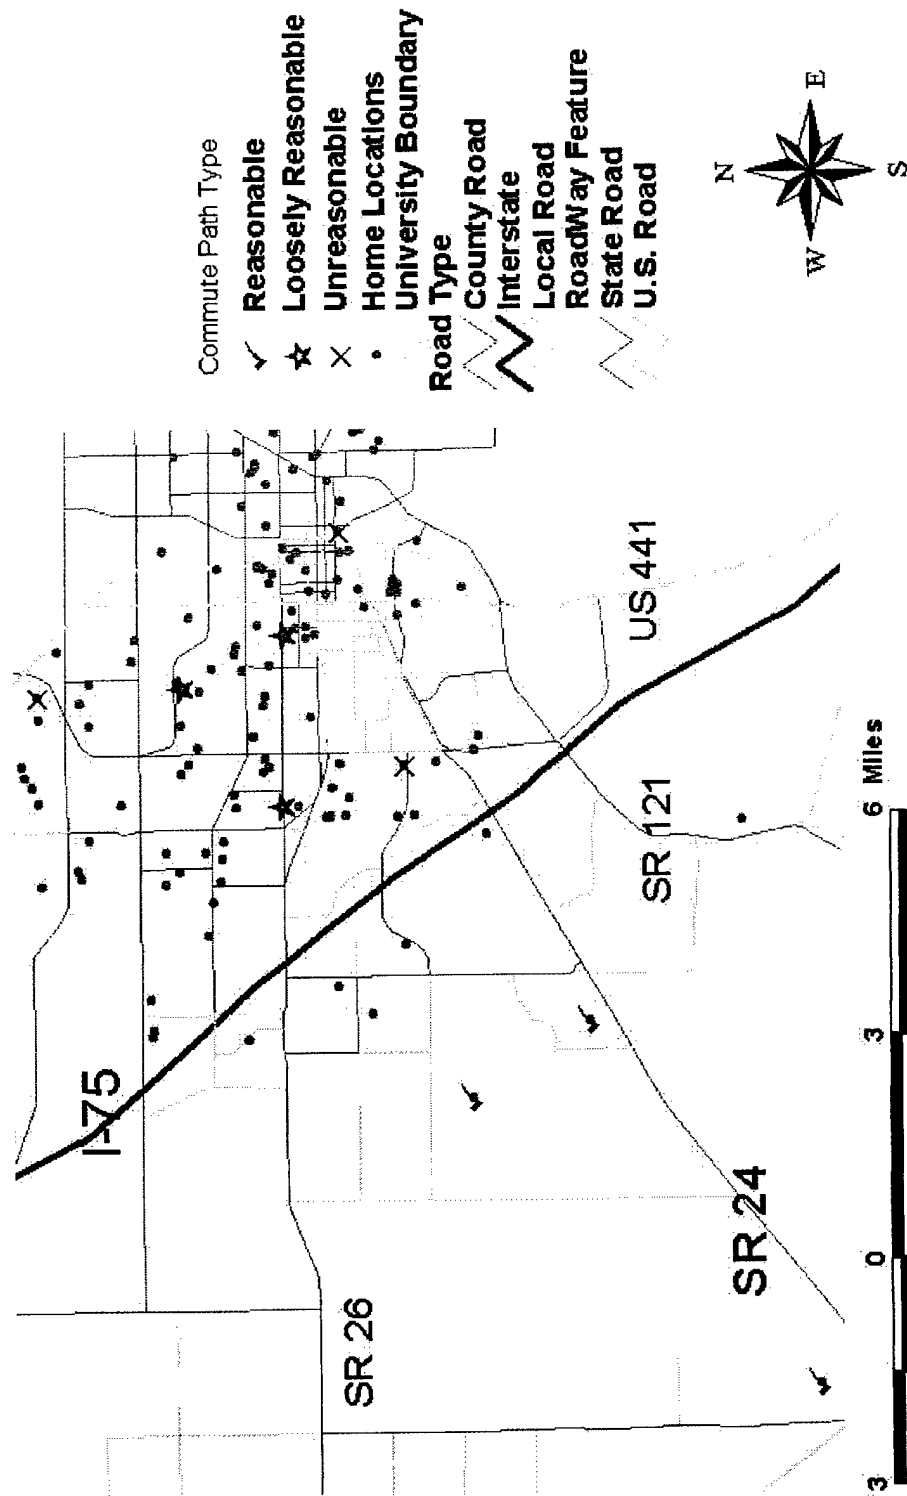 Commute Path Type
Reasonable
Loosely Reasonable
Unreasonable
Home Locations
University Boundary
Road Type
County Road
Interstate
Local Road
RoadWay Feature
State Road
U.S. Road
N
W
E
S
I-75
SR 26
SR 24
SR 121
US 441
3
0
3
6 Miles